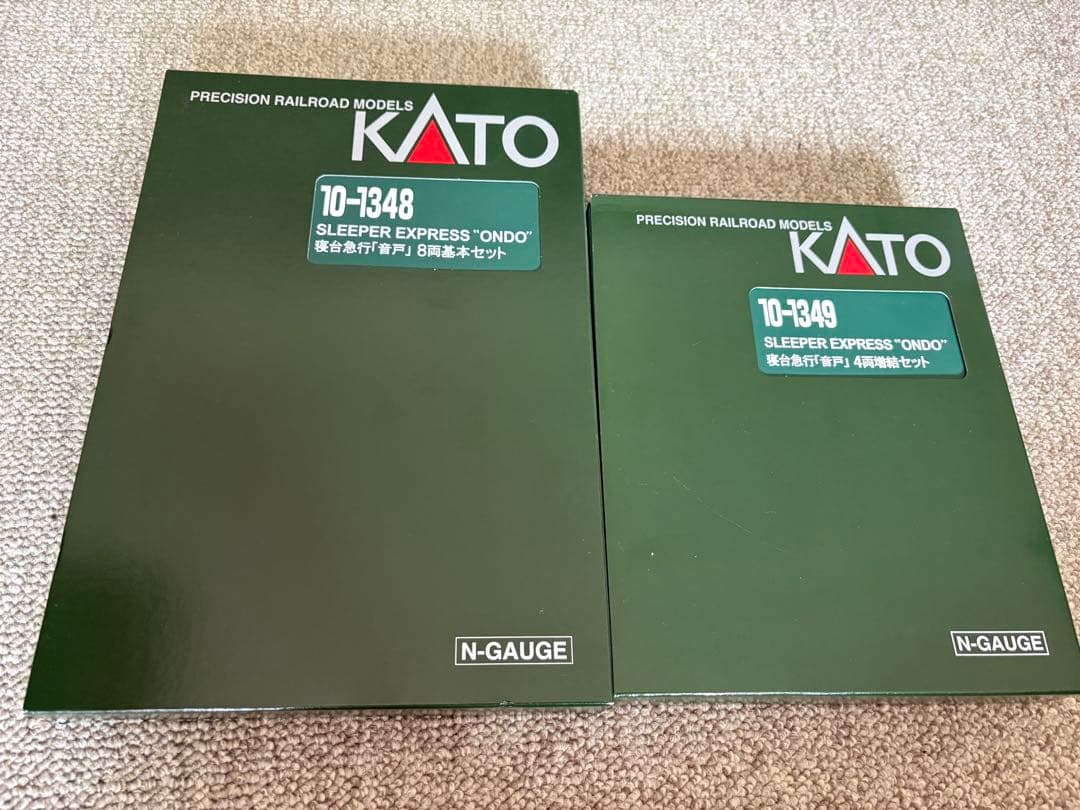 PRECISION RAILROAD MODELS
KATO
10-1348
SLEEPER EXPRESS "ONDO"
寝台急行「音戸」 8両基本セット
N-GAUGE
PRECISION RAILROAD MODELS
KATO
10-1349
SLEEPER EXPRESS "ONDO"
寝台急行「音戸」 4両増結セット
N-GAUGE